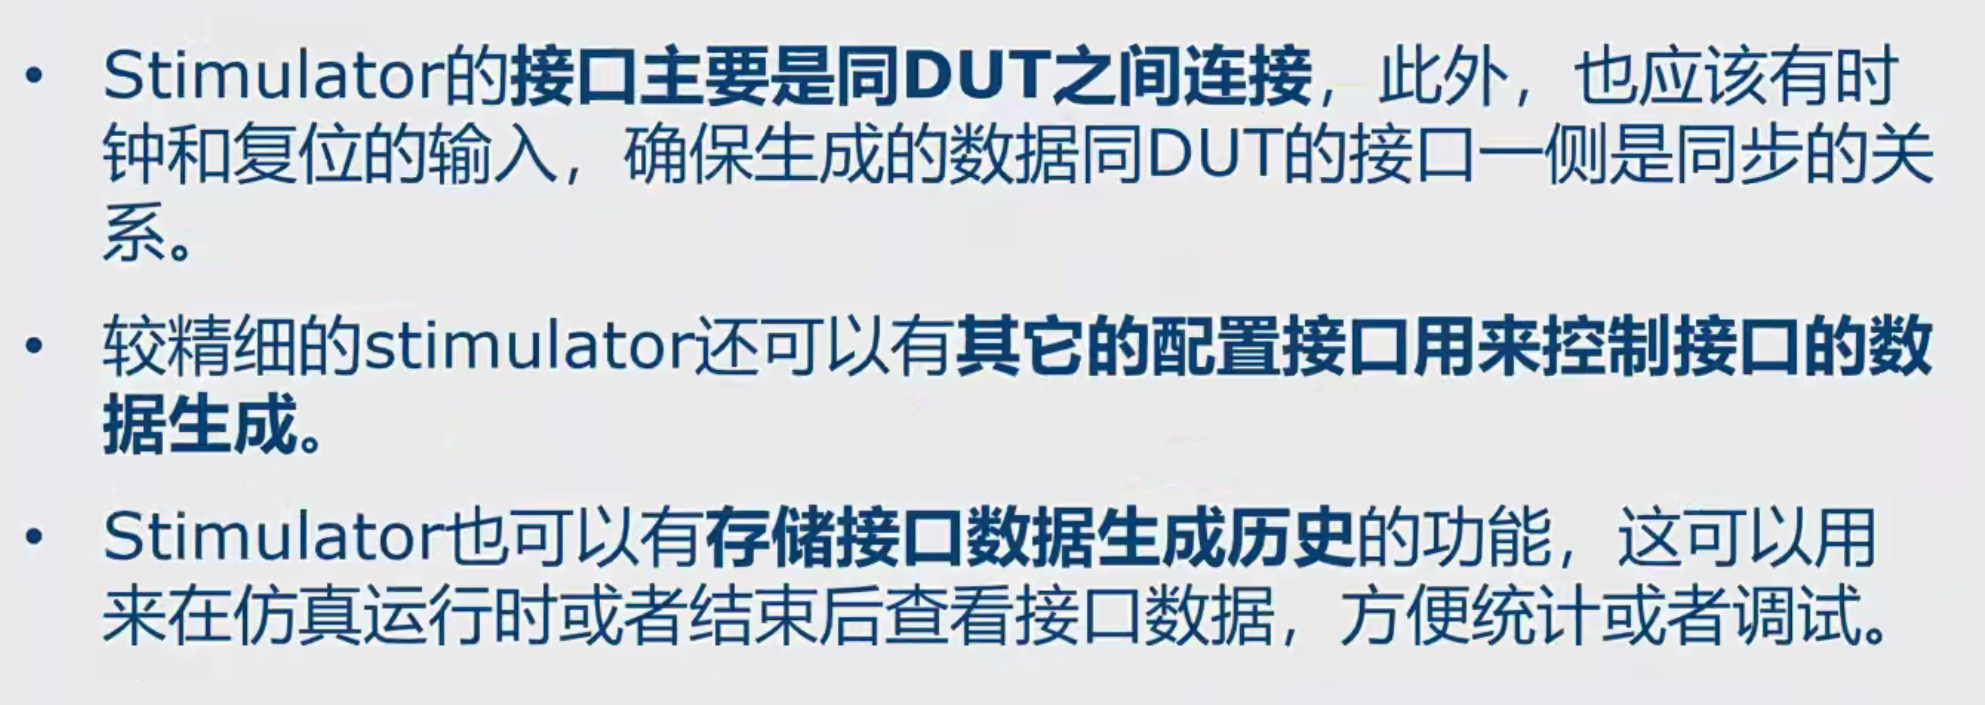 • Stimulator的接口主要是同DUT之间连接，此外，也应该有时
钟和复位的输入，确保生成的数据同DUT的接口一侧是同步的关
系。
• 较精细的stimulator还可以有其它的配置接口用来控制接口的数
据生成。
• Stimulator也可以有存储接口数据生成历史的功能，这可以用
来在仿真运行时或者结束后查看接口数据，方便统计或者调试。